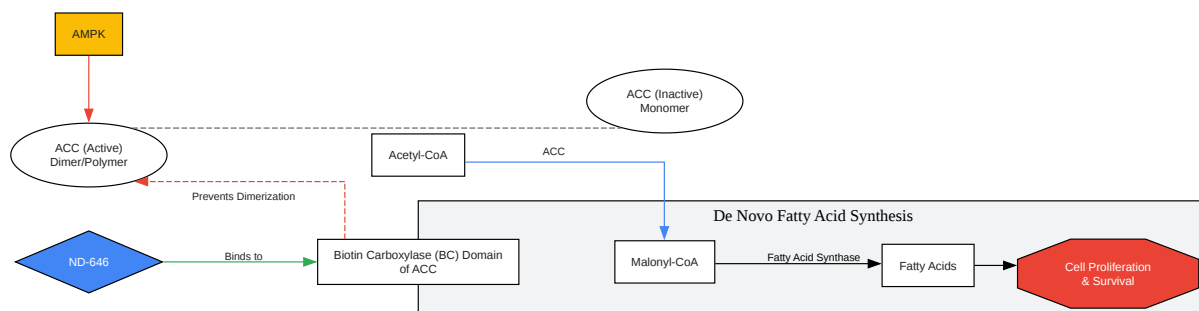 AMPK
ACC (Inactive)
Monomer
ACC (Active)
Dimer/Polymer
Acetyl-CoA
ACC
Prevents Dimerization
De Novo Fatty Acid Synthesis
ND-646
Binds to
Biotin Carboxylase (BC) Domain
of ACC
Malonyl-CoA
Fatty Acid Synthase
Fatty Acids
Cell Proliferation
& Survival